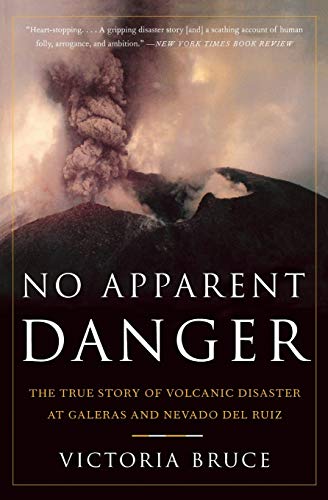 "Heart-stopping. . . . A gripping disaster story [and] a scathing account of human
folly, arrogance, and ambition." —NEW YORK TIMES BOOK REVIEW
NO APPARENT
DANGER
THE TRUE STORY OF VOLCANIC DISASTER
AT GALERAS AND NEVADO DEL RUIZ
VICTORIA BRUCE